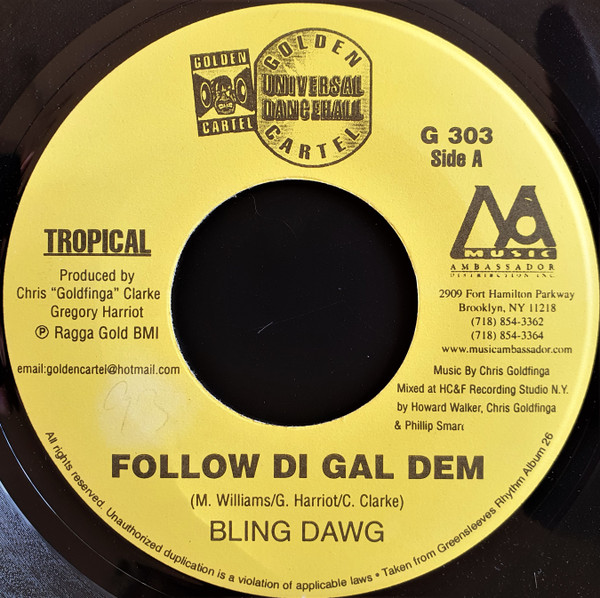 GOLDEN
CARTEL
GOLDEN
UNIVERSAL
DANCEHALL
CARTEL
G 303
Side A
TROPICAL
Produced by
Chris "Goldfinga" Clarke
Gregory Harriot
℗ Ragga Gold BMI
email:goldencartel@hotmail.com
MA
MUSIC
AMBASSADOR
DISTRIBUTION INC.
2909 Fort Hamilton Parkway
Brooklyn, NY 11218
(718) 854-3362
(718) 854-3364
www.musicambassador.com
Music By Chris Goldfinga
Mixed at HC&F Recording Studio N.Y.
by Howard Walker, Chris Goldfinga
& Phillip Smart
FOLLOW DI GAL DEM
(M. Williams/G. Harriot/C. Clarke)
BLING DAWG
All rights reserved. Unauthorized duplication is a violation of applicable laws • Taken from Greensleeves Rhythm Album 26